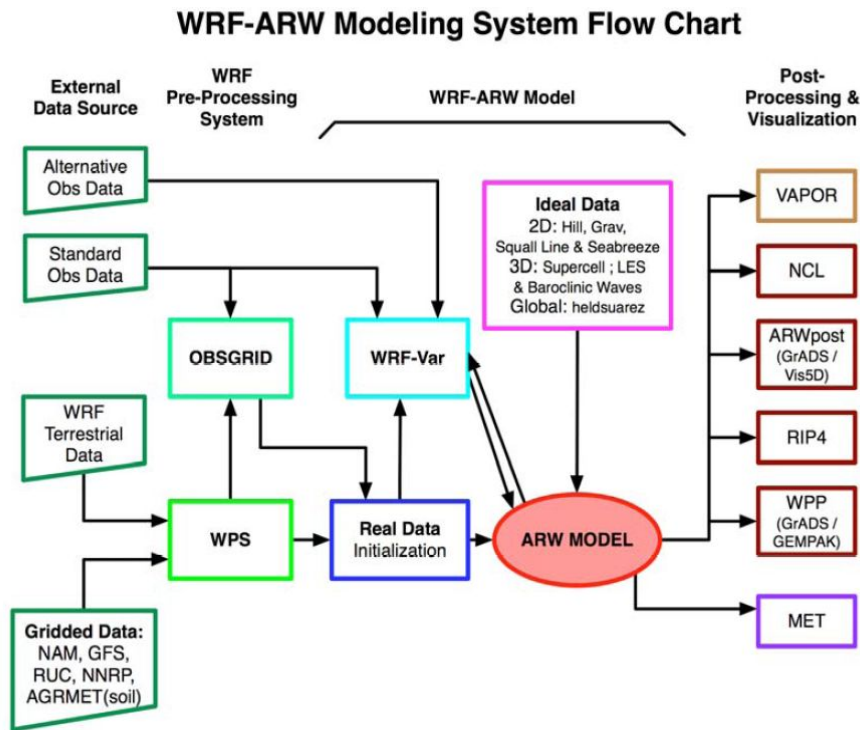 WRF-ARW Modeling System Flow Chart
External
Data Source
WRF
Pre-Processing
System
WRF-ARW Model
Post-
Processing &
Visualization
Alternative
Obs Data
Standard
Obs Data
WRF
Terrestrial
Data
Gridded Data:
NAM, GFS,
RUC, NNRP,
AGRMET(soil)
OBSGRID
WPS
WRF-Var
Real Data
Initialization
Ideal Data
2D: Hill, Grav,
Squall Line & Seabreeze
3D: Supercell ; LES
& Baroclinic Waves
Global: heldsuarez
ARW MODEL
VAPOR
NCL
ARWpost
(GrADS /
Vis5D)
RIP4
WPP
(GrADS /
GEMPAK)
MET